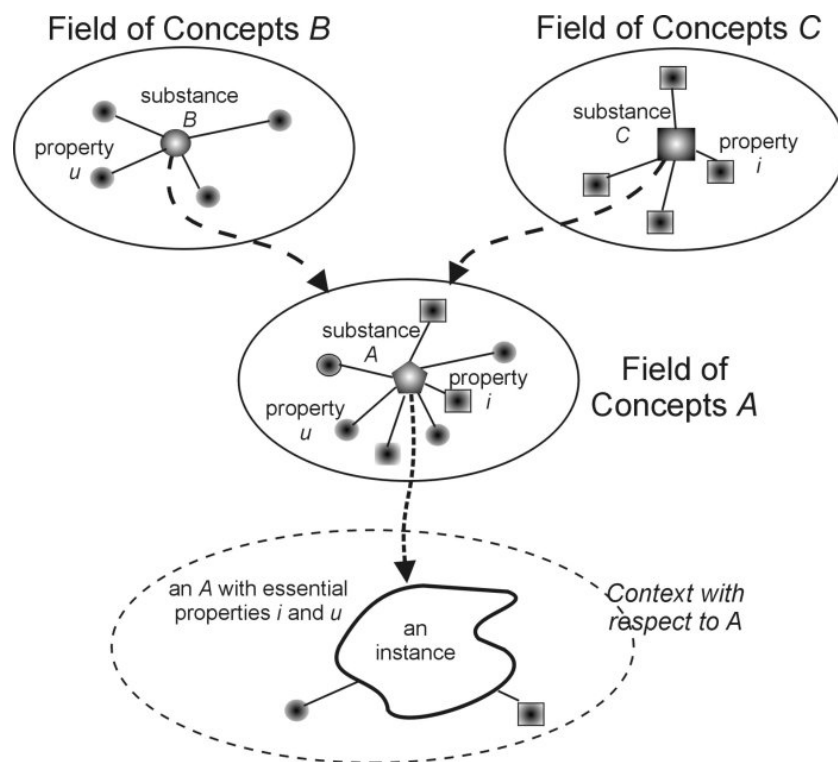 Field of Concepts B
Field of Concepts C
substance
B
property
u
substance
C
property
i
substance
A
property
i
property
u
Field of
Concepts A
an A with essential
properties i and u
an
instance
Context with
respect to A